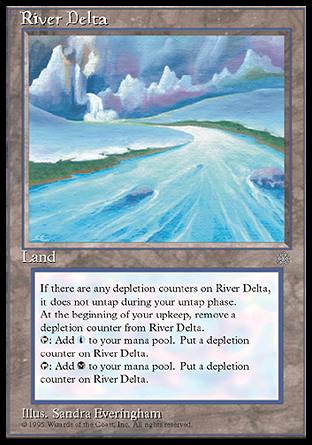 River Delta
Land
If there are any depletion counters on River Delta,
it does not untap during your untap phase.
At the beginning of your upkeep, remove a
depletion counter from River Delta.
: Add to your mana pool. Put a depletion
counter on River Delta.
: Add to your mana pool. Put a depletion
counter on River Delta.
Illus. Sandra Everingham
© 1995 Wizards of the Coast, Inc. All rights reserved.